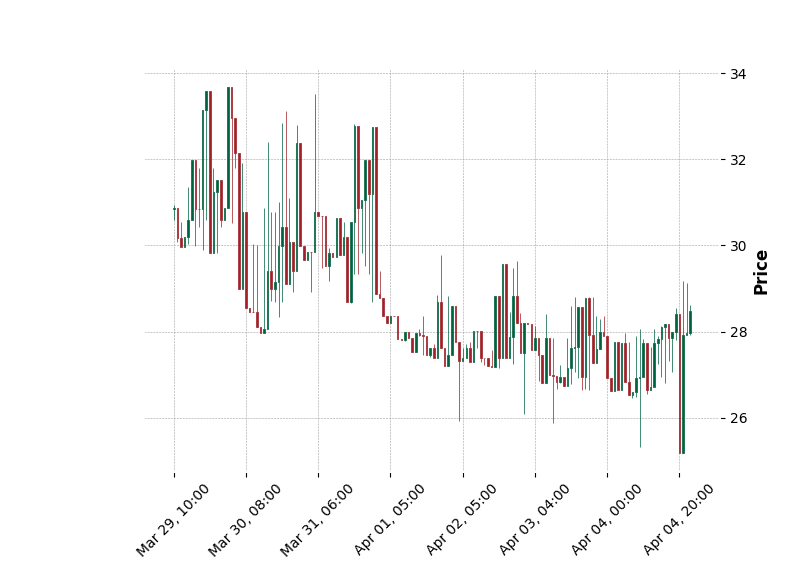 34
32
30
28
26
Price
Mar 29, 10:00
Mar 30, 08:00
Mar 31, 06:00
Apr 01, 05:00
Apr 02, 05:00
Apr 03, 04:00
Apr 04, 00:00
Apr 04, 20:00